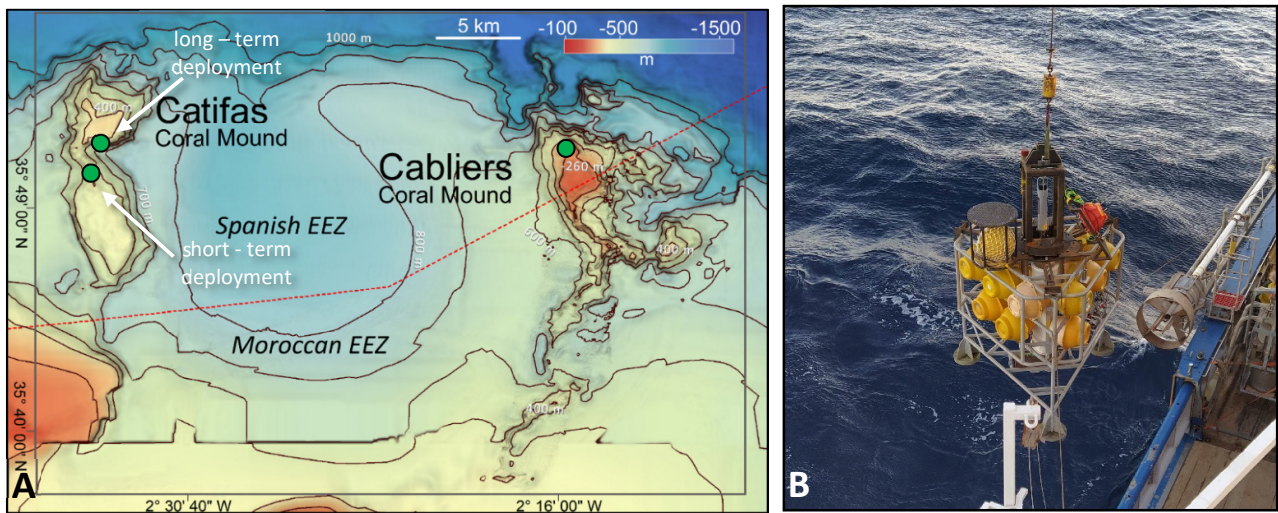 1000 m
5 km
-100 -500 -1500
m
long – term
deployment
400 m
Catifas
Coral Mound
Cabliers
Coral Mound
-260 m
35° 49' 00" N
700 m
Spanish EEZ
800 m
600 m
400 m
short - term
deployment
Moroccan EEZ
35° 40' 00" N
400 m
A
B
2° 30' 40" W
2° 16' 00" W